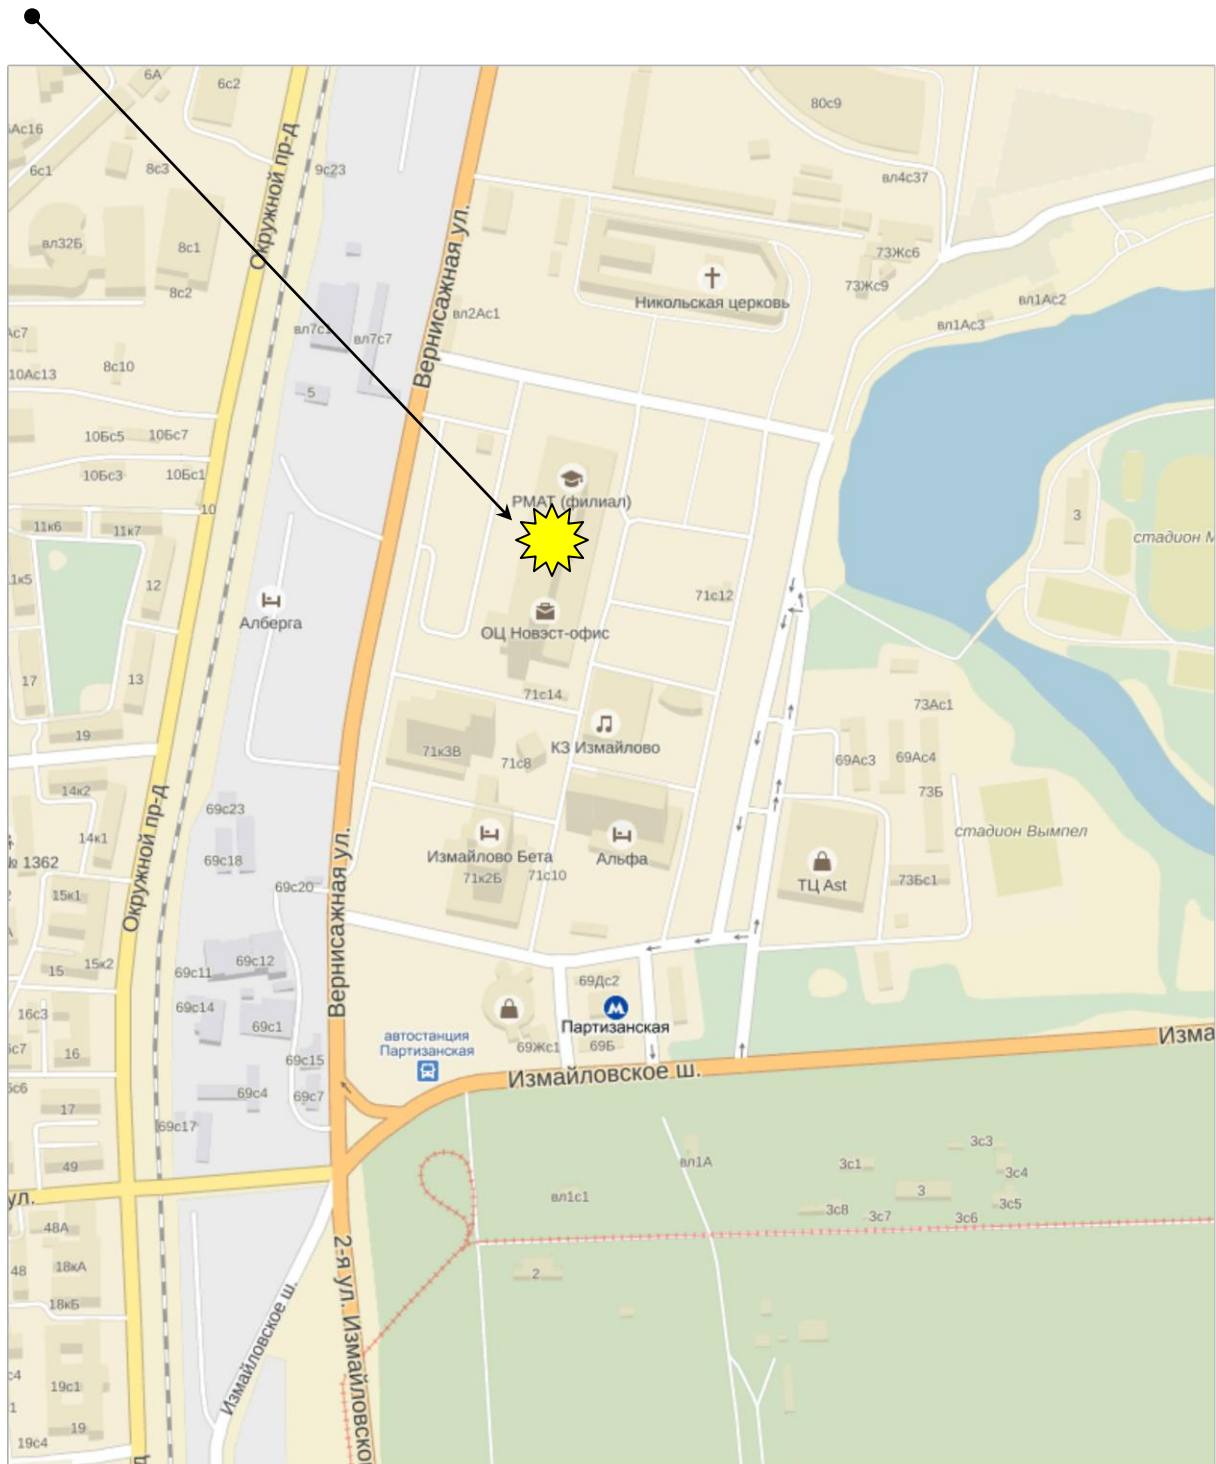 6А
6с2
Ас16
6с1
8с3
Окружной пр-д
9с23
80с9
вл4с37
вл32Б
8с1
8с2
Вернисажная ул.
Никольская церковь
73Жс6
73Жс9
вл1Ас2
вл1Ас3
вл2Ас1
вл7с7
Ас7
8с10
10Ас13
5
10Бс5
10Бс7
10Бс3
10Бс1
10
РМАТ (филиал)
3
11к6
11к7
1к5
12
Алберга
71с12
ОЦ Новэст-офис
17
13
71с14
73Ас1
19
КЗ Измайлово
71к3В
71с8
69Ас3
69Ас4
73Б
14к2
69с23
14к1
Окружной пр-д
Вернисажная ул.
стадион Вымпел
№ 1362
69с18
Измайлово Бета
Альфа
71к2Б
71с10
ТЦ Ast
73Бс1
69с20
15к1
15
15к2
69с11
69с12
69Дс2
16с3
69с14
69с1
Партизанская
автостанция
Партизанская
69Жс1
69Б
16
69с15
Измайловское ш.
69с4
69с7
17
69с17
49
вл1А
3с1
3с3
3с4
3
3с5
3с8
3с7
3с6
вл1с1
ул.
48А
48
18кА
2
18кБ
Измайловское ш.
19с1
19
19с4